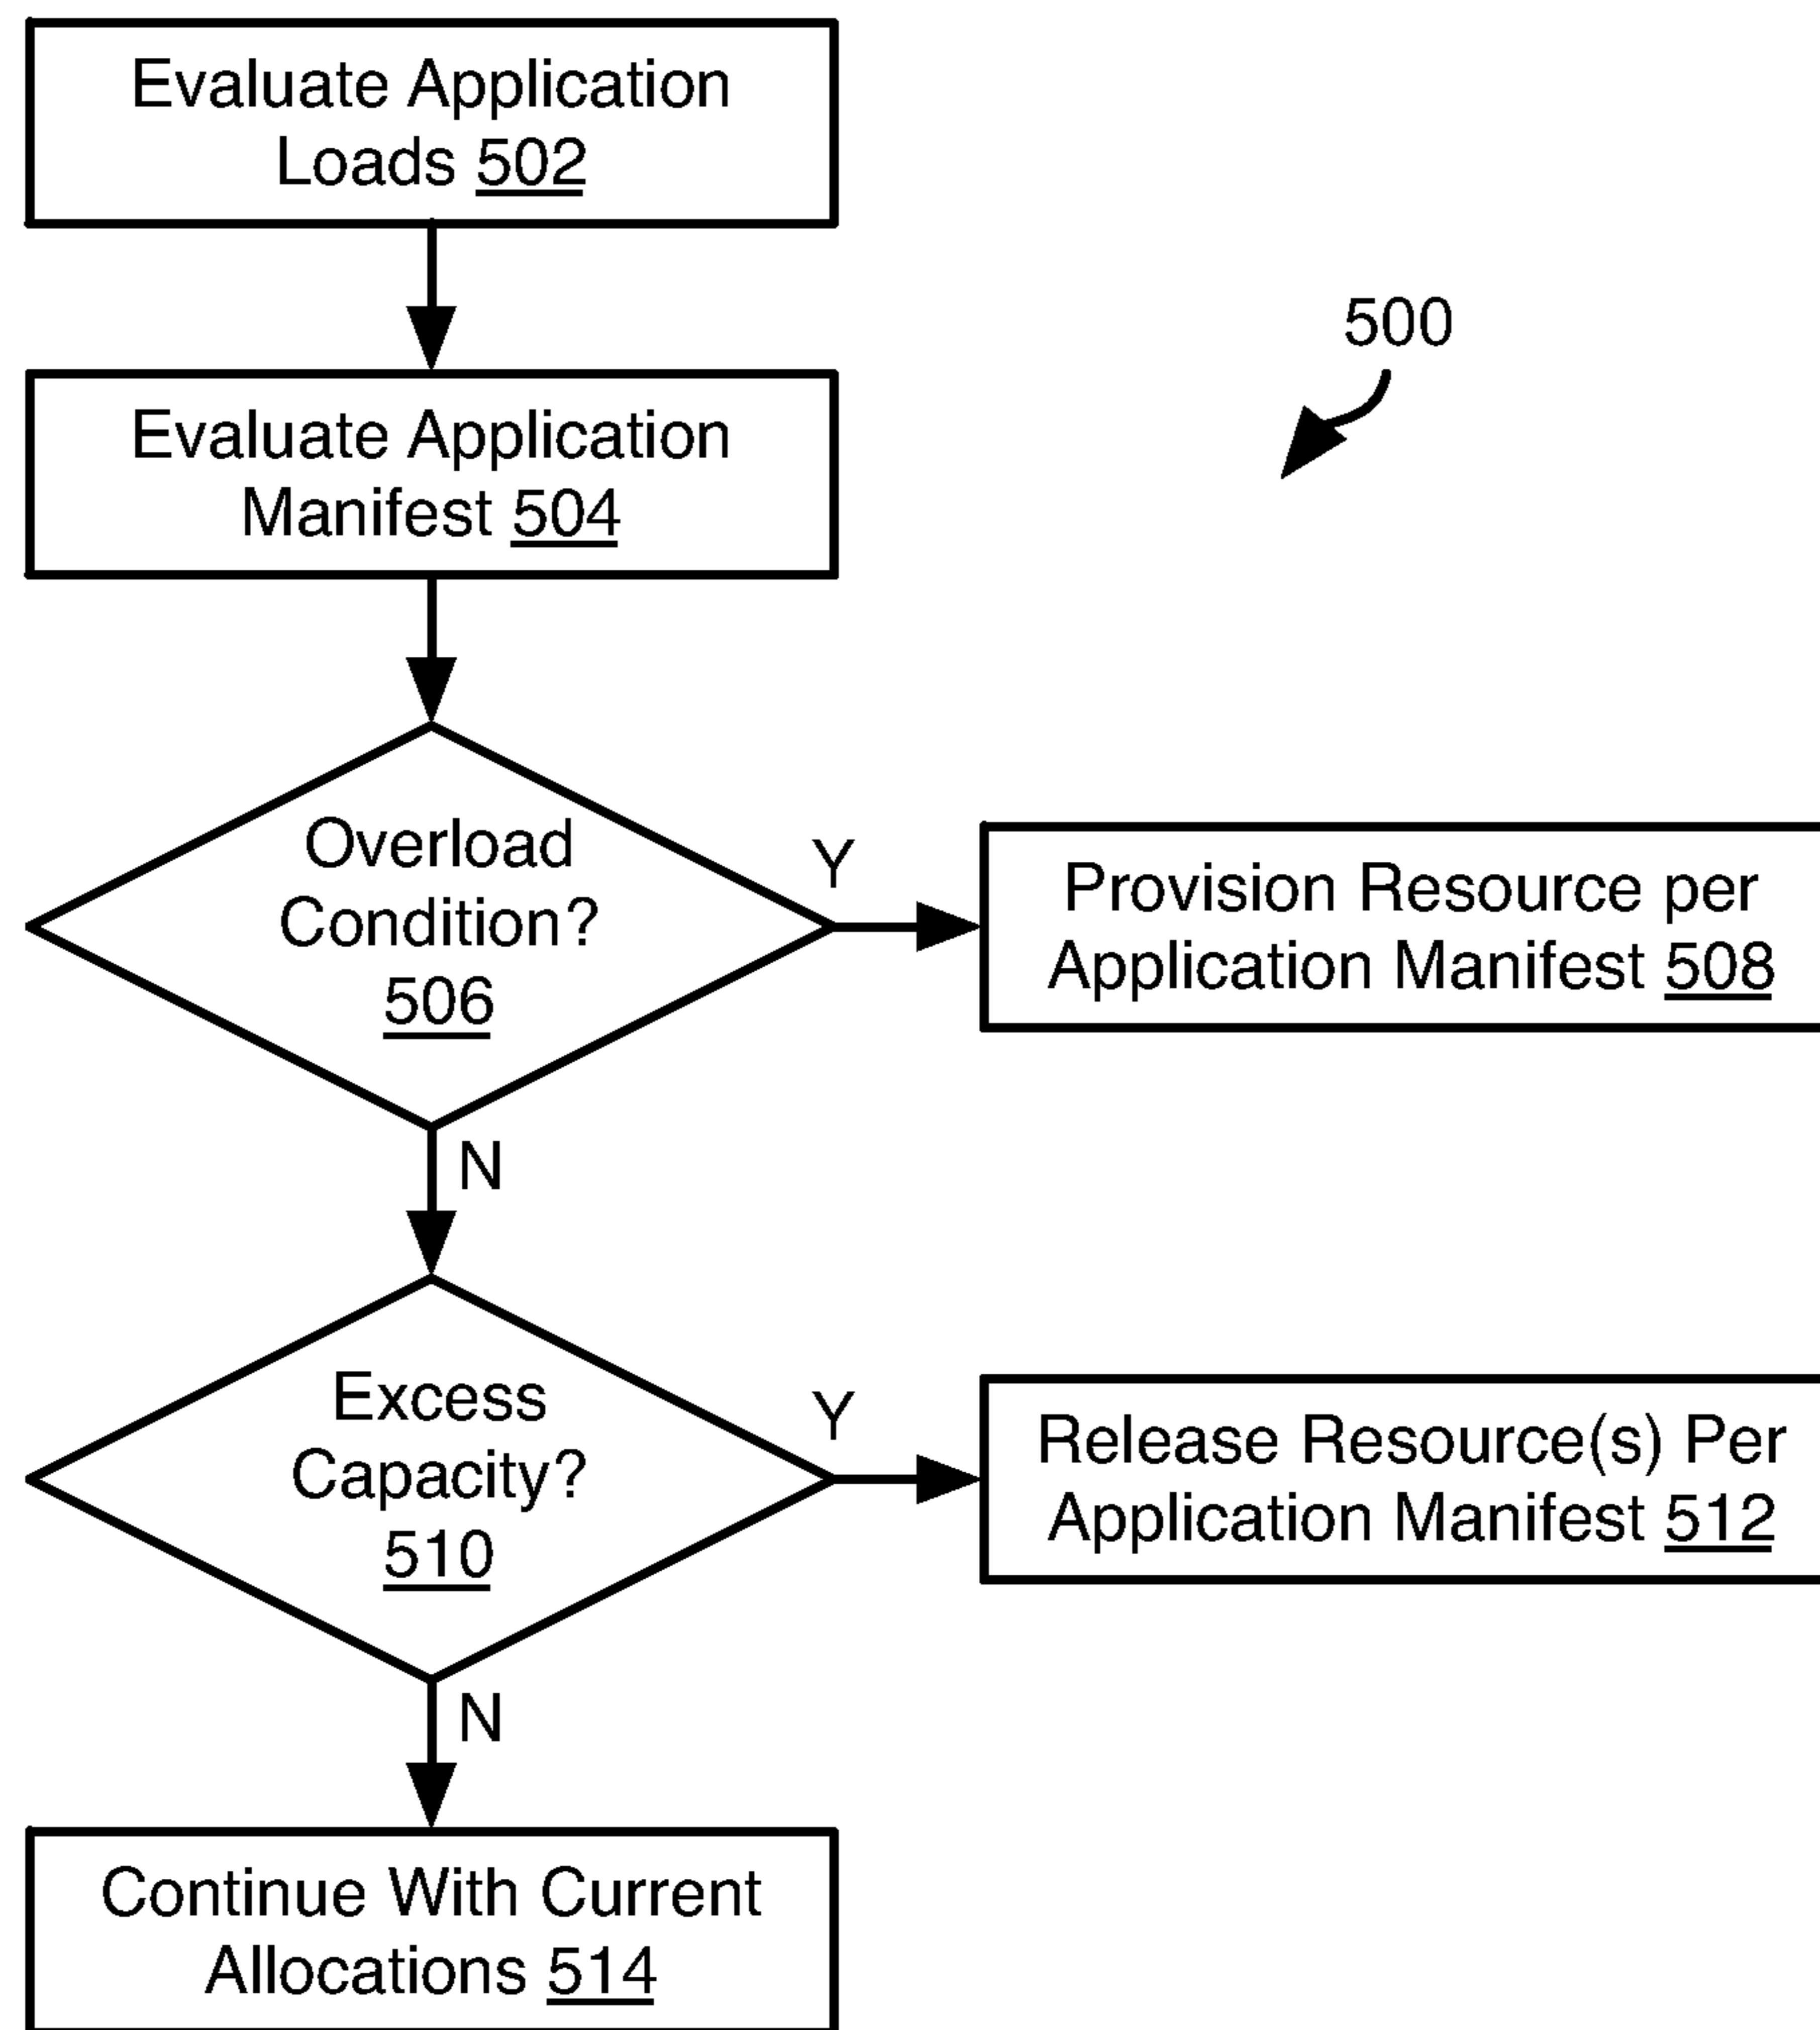 Evaluate Application
Loads 502
500
Evaluate Application
Manifest 504
Overload
Condition?
506
Y
Provision Resource per
Application Manifest 508
N
Excess
Capacity?
510
Y
Release Resource(s) Per
Application Manifest 512
N
Continue With Current
Allocations 514